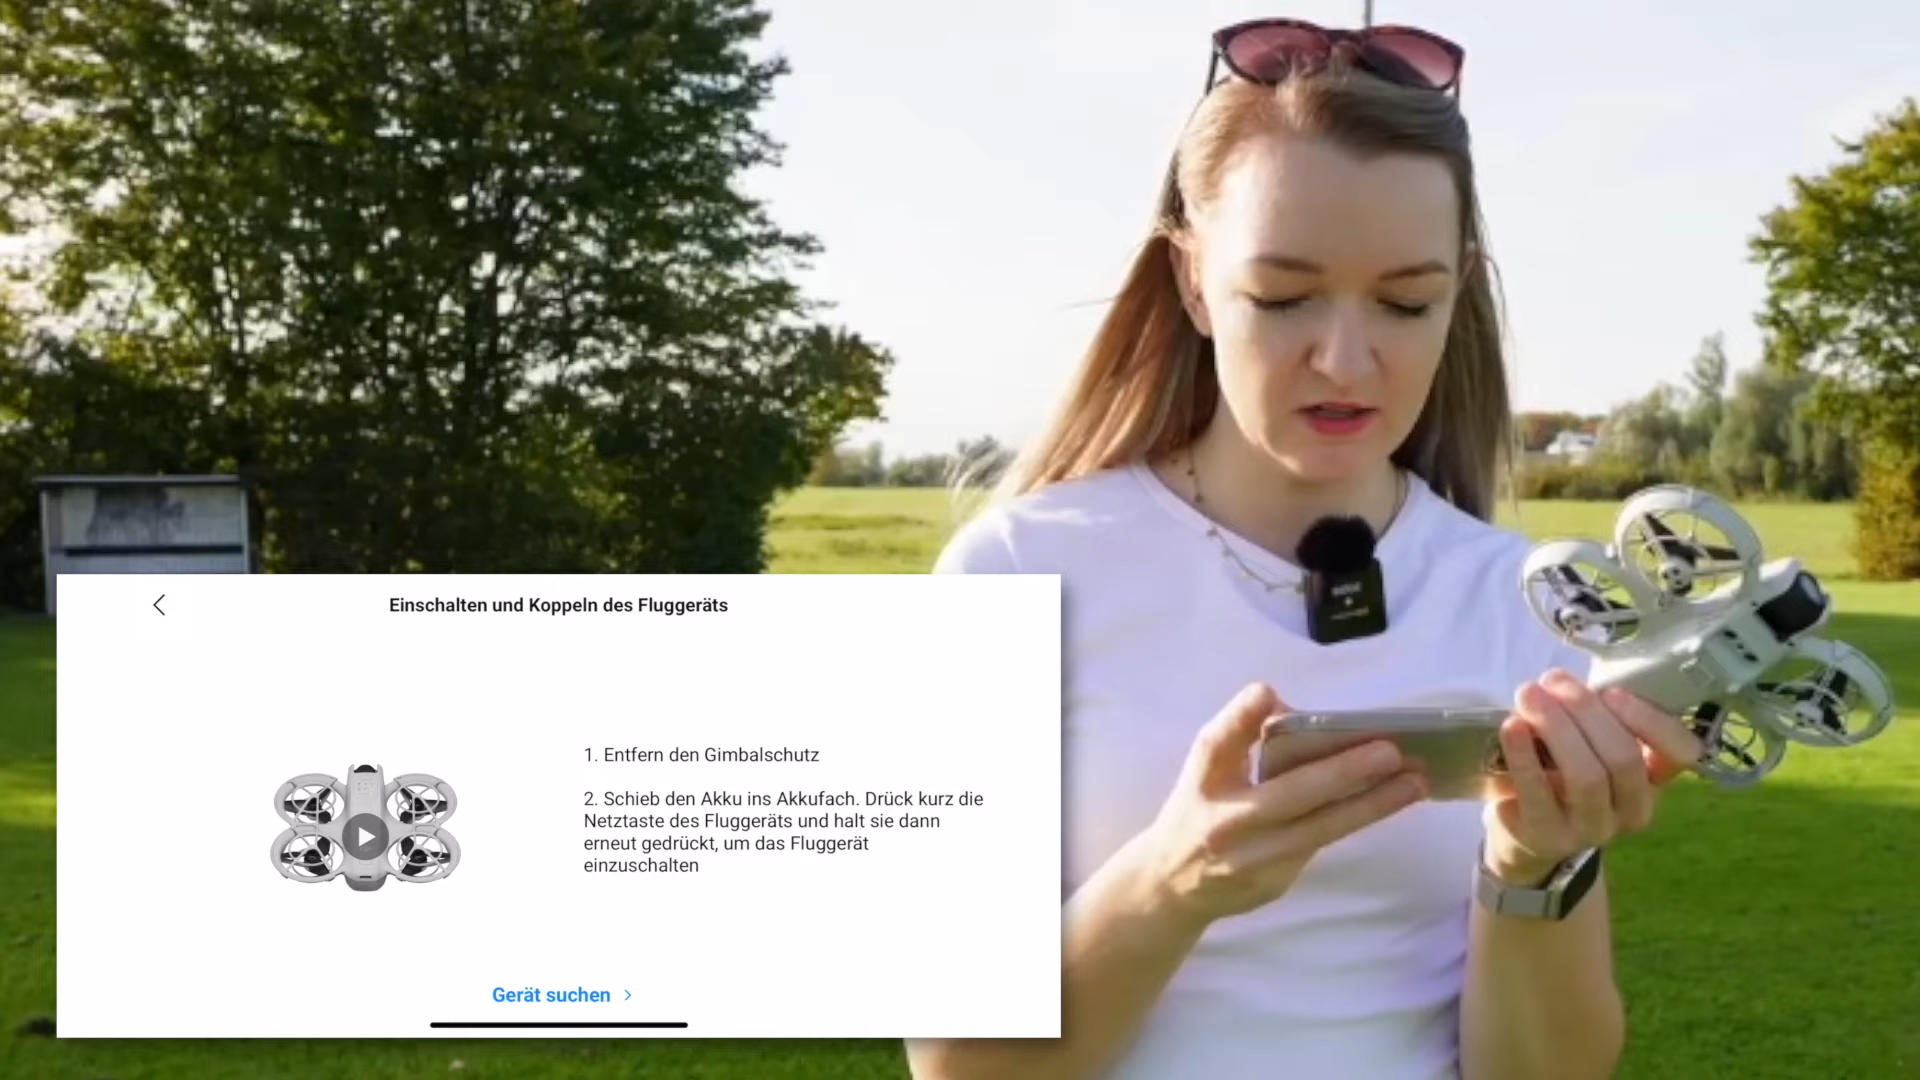 Einschalten und Koppeln des Fluggeräts
1. Entfern den Gimbalschutz
2. Schieb den Akku ins Akkufach. Drück kurz die
Netztaste des Fluggeräts und halt sie dann
erneut gedrückt, um das Fluggerät
einzuschalten
Gerät suchen